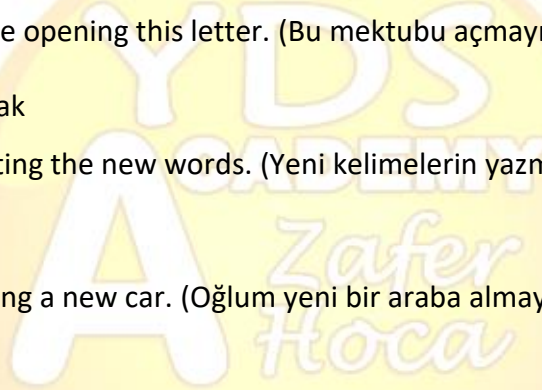 e opening this letter. (Bu mektubu açmay
ak
ting the new words. (Yeni kelimelerin yazm
ng a new car. (Oğlum yeni bir araba almay
YDS
ACADEMY
Zafer
Hoca